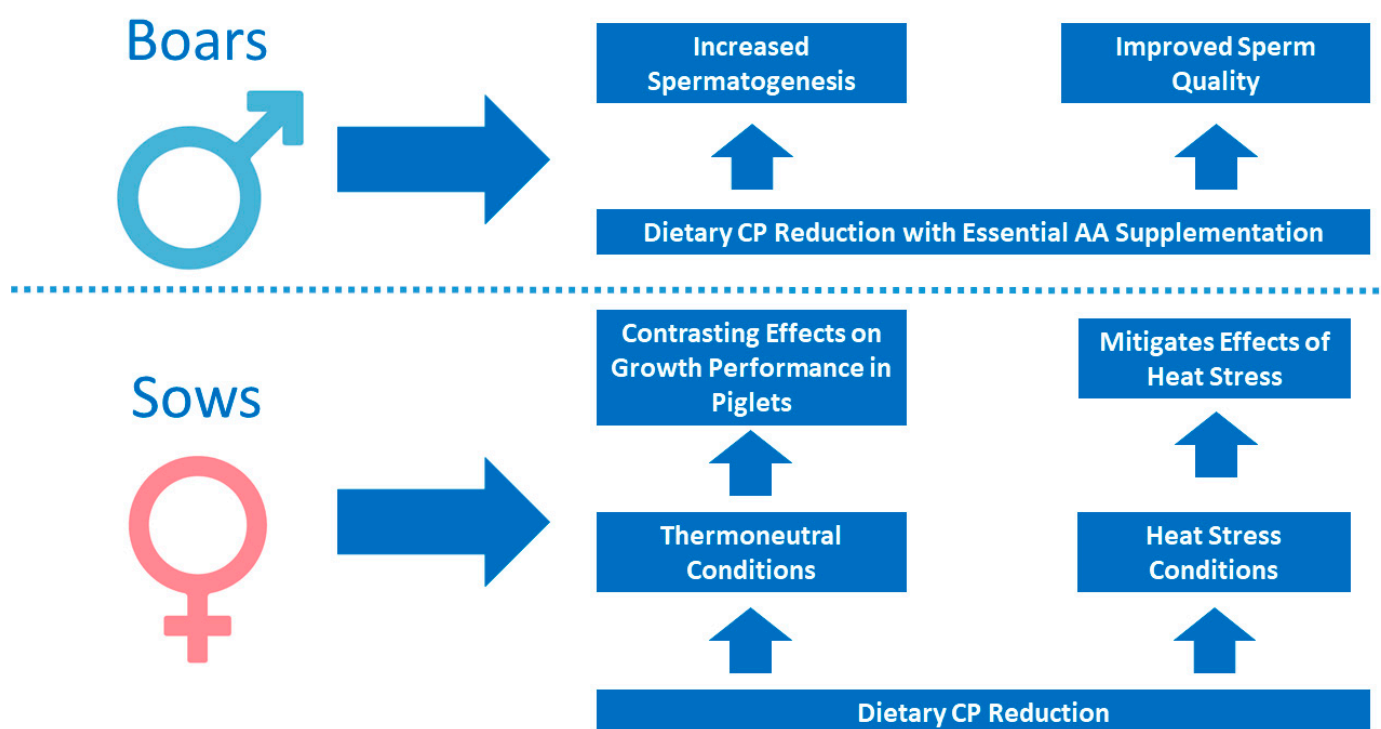 Boars
Increased
Spermatogenesis
Improved Sperm
Quality
Dietary CP Reduction with Essential AA Supplementation
Sows
Contrasting Effects on
Growth Performance in
Piglets
Mitigates Effects of
Heat Stress
Thermoneutral
Conditions
Heat Stress
Conditions
Dietary CP Reduction